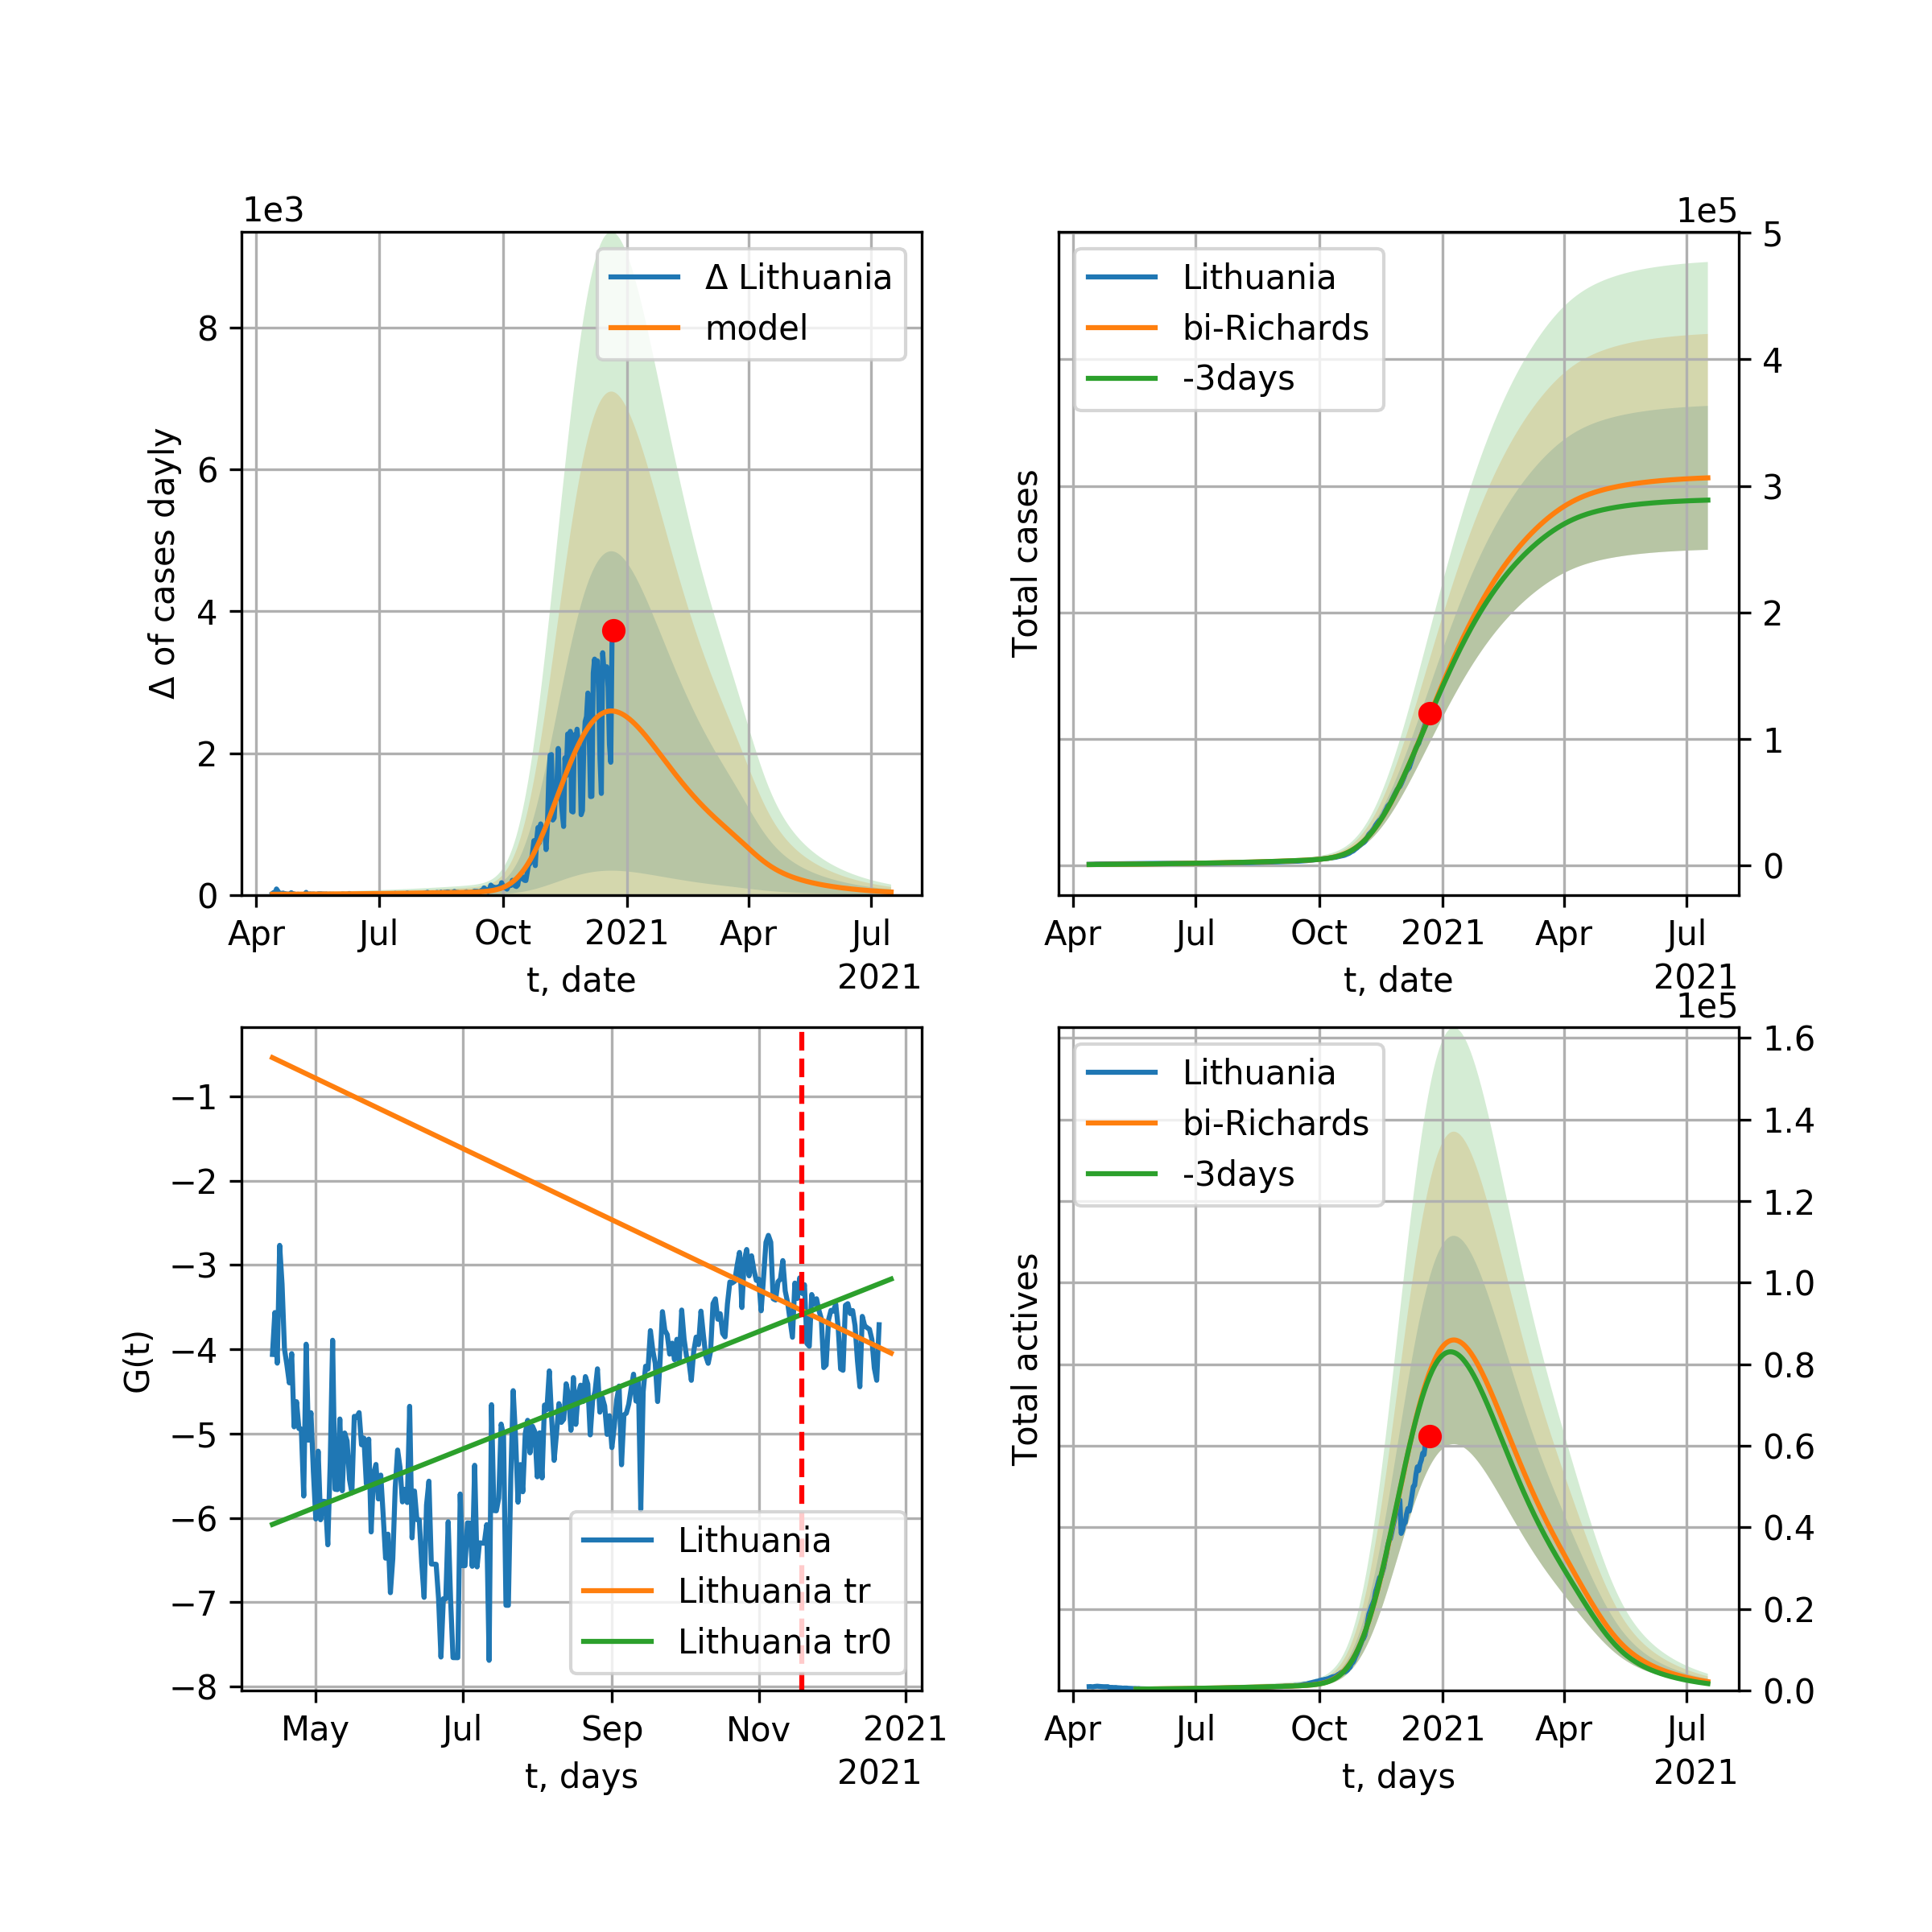 1e3
Δ of cases dayly
8
6
4
2
0
Δ Lithuania
model
Apr Jul Oct 2021 Apr Jul
2021
t, date
1e5
Total cases
5
4
3
2
1
0
Lithuania
bi-Richards
-3days
Apr Jul Oct 2021 Apr Jul
2021
t, date
G(t)
−1
−2
−3
−4
−5
−6
−7
−8
Lithuania
Lithuania tr
Lithuania tr0
May Jul Sep Nov 2021
2021
t, days
1e5
Total actives
1.6
1.4
1.2
1.0
0.8
0.6
0.4
0.2
0.0
Lithuania
bi-Richards
-3days
Apr Jul Oct 2021 Apr Jul
2021
t, days